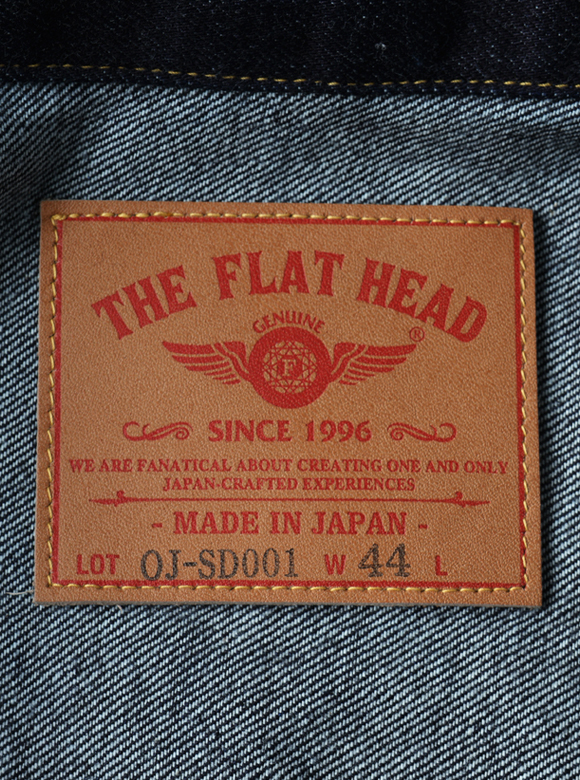 THE FLAT HEAD
GENUINE
®
F
SINCE 1996
WE ARE FANATICAL ABOUT CREATING ONE AND ONLY
JAPAN-CRAFTED EXPERIENCES
- MADE IN JAPAN -
LOT OJ-SD001 W 44 L